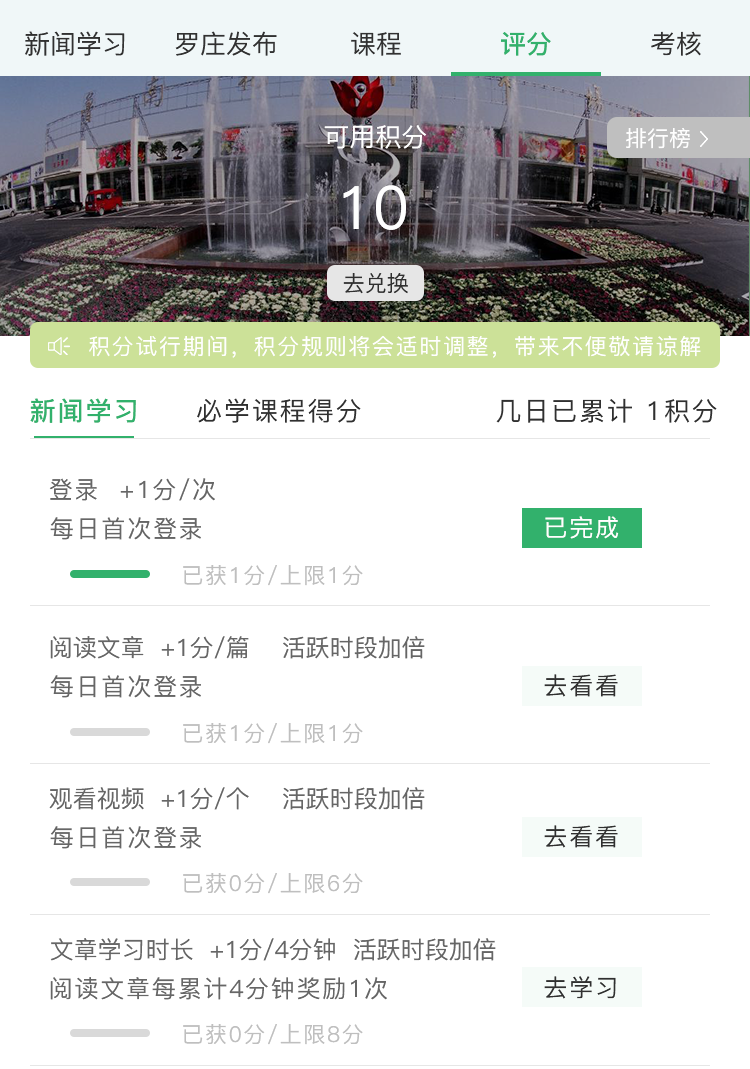 新闻学习 罗庄发布 课程 评分 考核
可用积分
排行榜
10
去兑换
积分试行期间，积分规则将会适时调整，带来不便敬请谅解
新闻学习 必学课程得分 几日已累计 1积分
登录 +1分/次
每日首次登录
已完成
已获1分/上限1分
阅读文章 +1分/篇 活跃时段加倍
每日首次登录
去看看
已获1分/上限1分
观看视频 +1分/个 活跃时段加倍
每日首次登录
去看看
已获0分/上限6分
文章学习时长 +1分/4分钟 活跃时段加倍
阅读文章每累计4分钟奖励1次
去学习
已获0分/上限8分